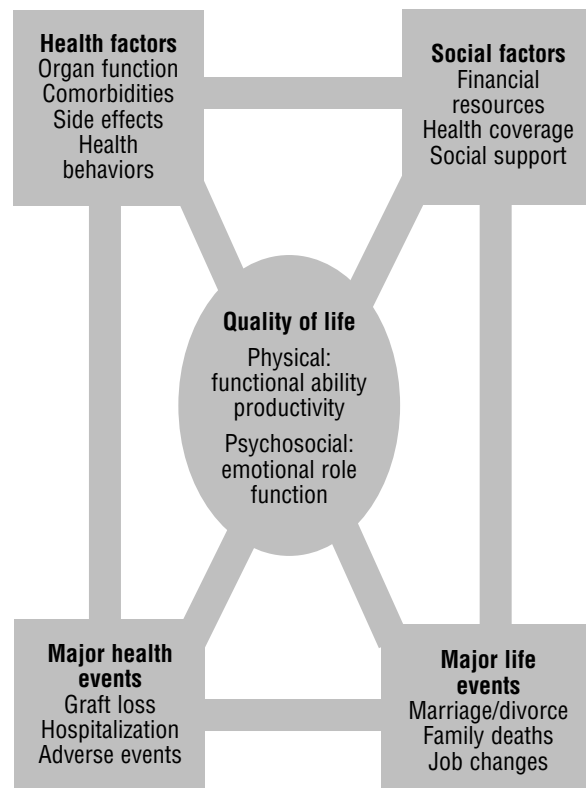 Health factors
Organ function
Comorbidities
Side effects
Health
behaviors
Social factors
Financial
resources
Health coverage
Social support
Quality of life
Physical:
functional ability
productivity
Psychosocial:
emotional role
function
Major health
events
Graft loss
Hospitalization
Adverse events
Major life
events
Marriage/divorce
Family deaths
Job changes